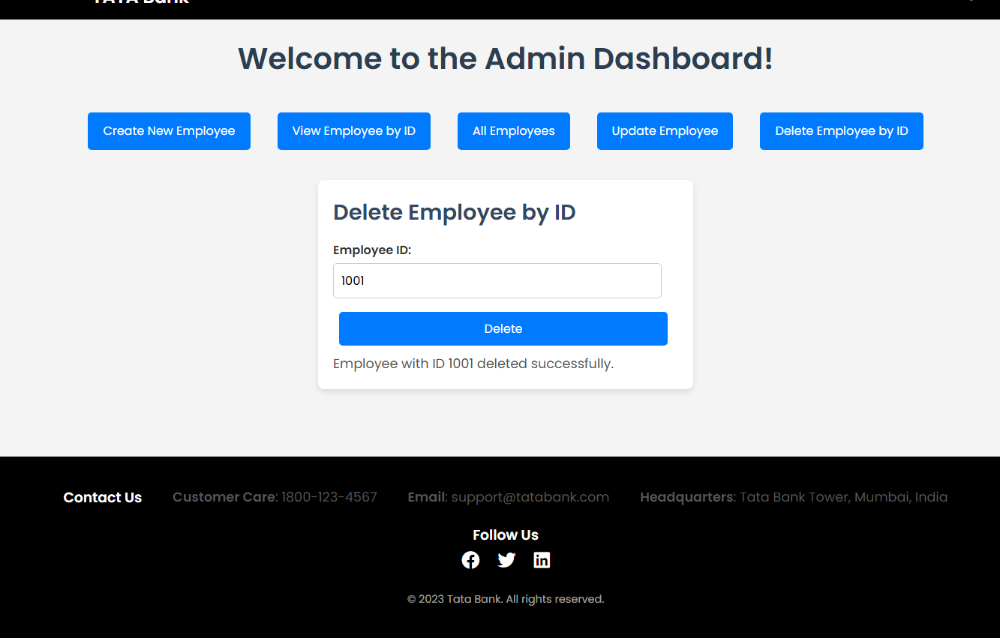 TATA Bank
Welcome to the Admin Dashboard!
Create New Employee View Employee by ID All Employees Update Employee Delete Employee by ID
Delete Employee by ID
Employee ID:
1001
Delete
Employee with ID 1001 deleted successfully.
Contact Us Customer Care: 1800-123-4567 Email: support@tatabank.com Headquarters: Tata Bank Tower, Mumbai, India
Follow Us
© 2023 Tata Bank. All rights reserved.